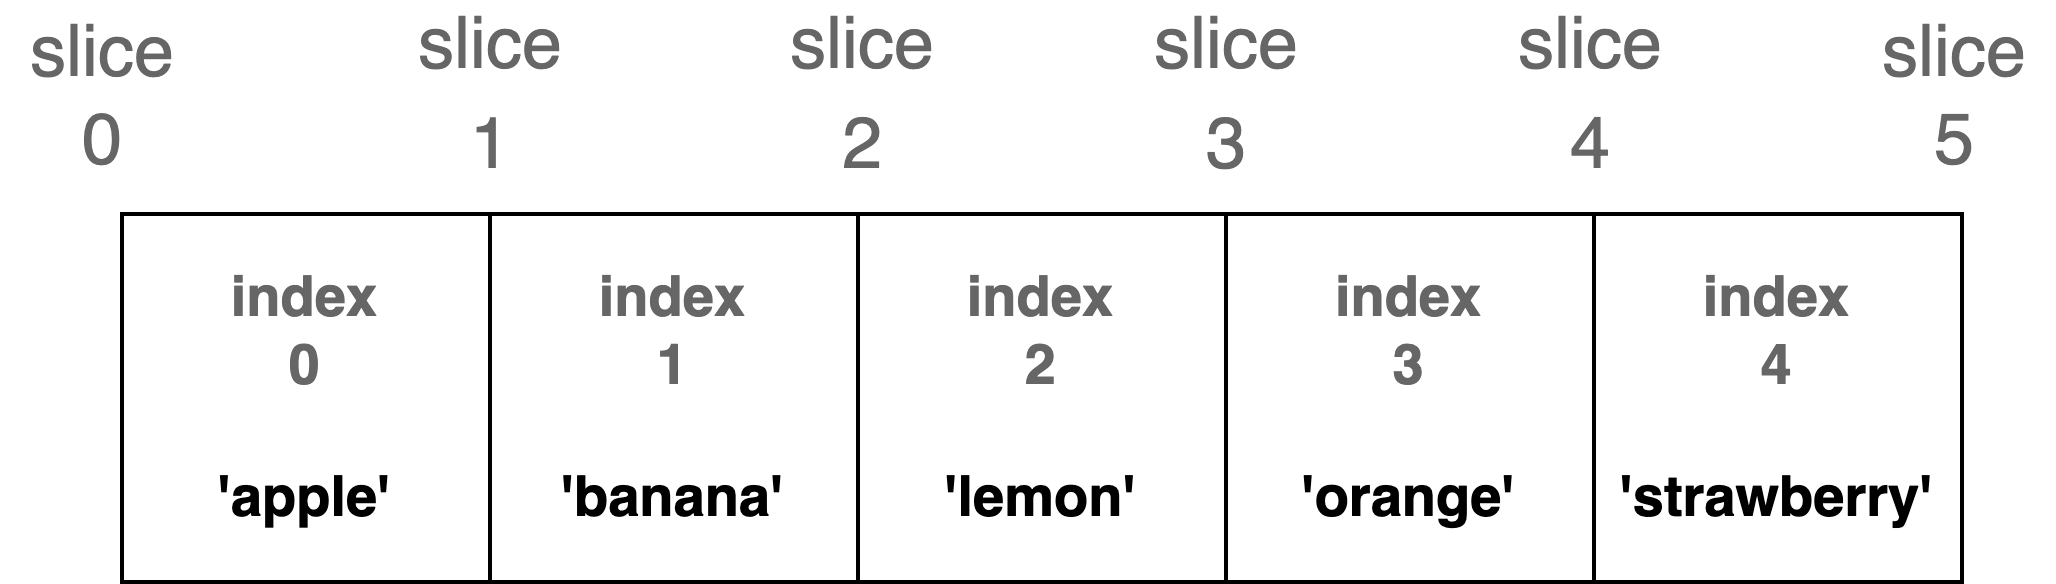 slice slice slice slice slice slice
0 1 2 3 4 5
index index index index index
0 1 2 3 4
'apple' 'banana' 'lemon' 'orange' 'strawberry'